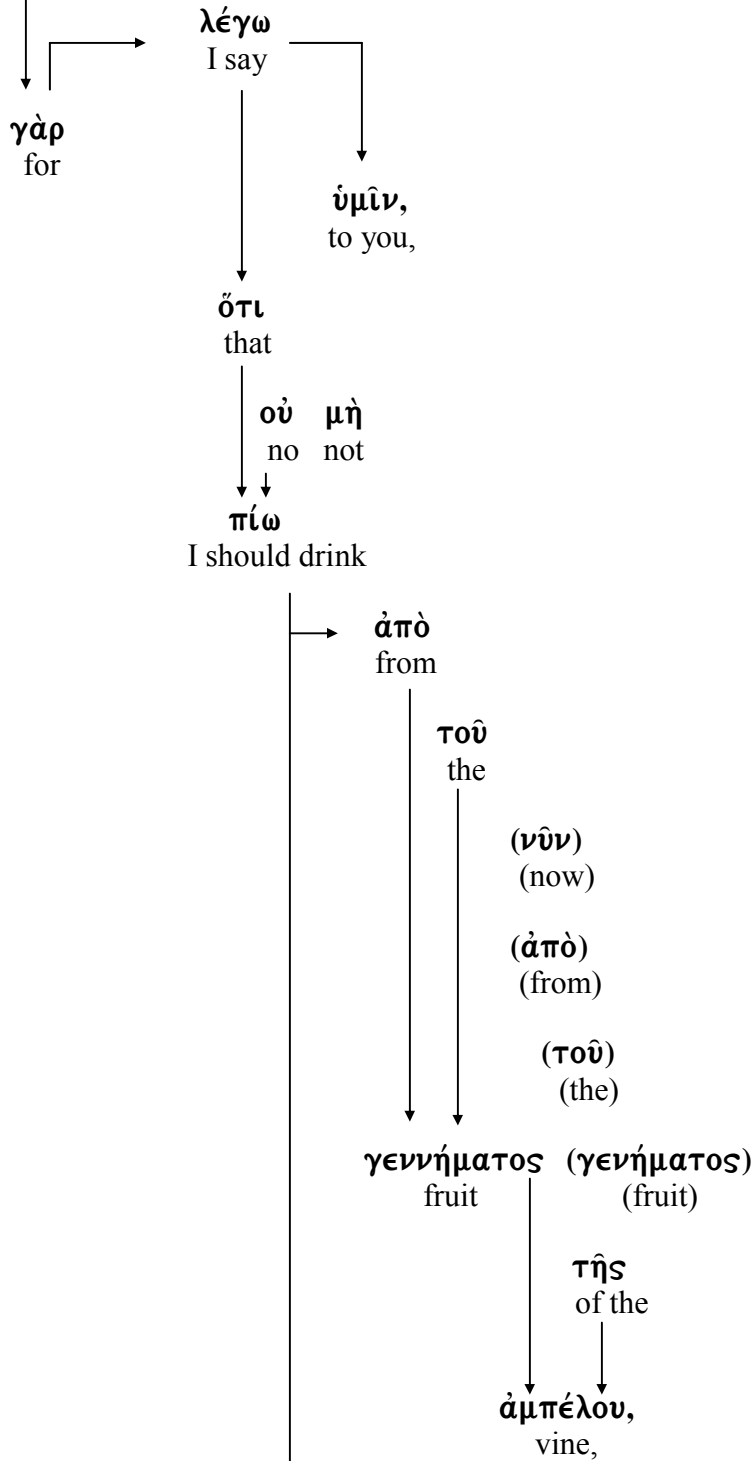 λέγω
I say
γὰρ
for
ὑμῖν,
to you,
ὅτι
that
οὐ μὴ
no not
πίω
I should drink
ἀπὸ
from
τοῦ
the
(νῦν)
(now)
(ἀπὸ)
(from)
(τοῦ)
(the)
γεννήματος (γενήματος)
fruit (fruit)
τῆς
of the
ἀμπέλου,
vine,